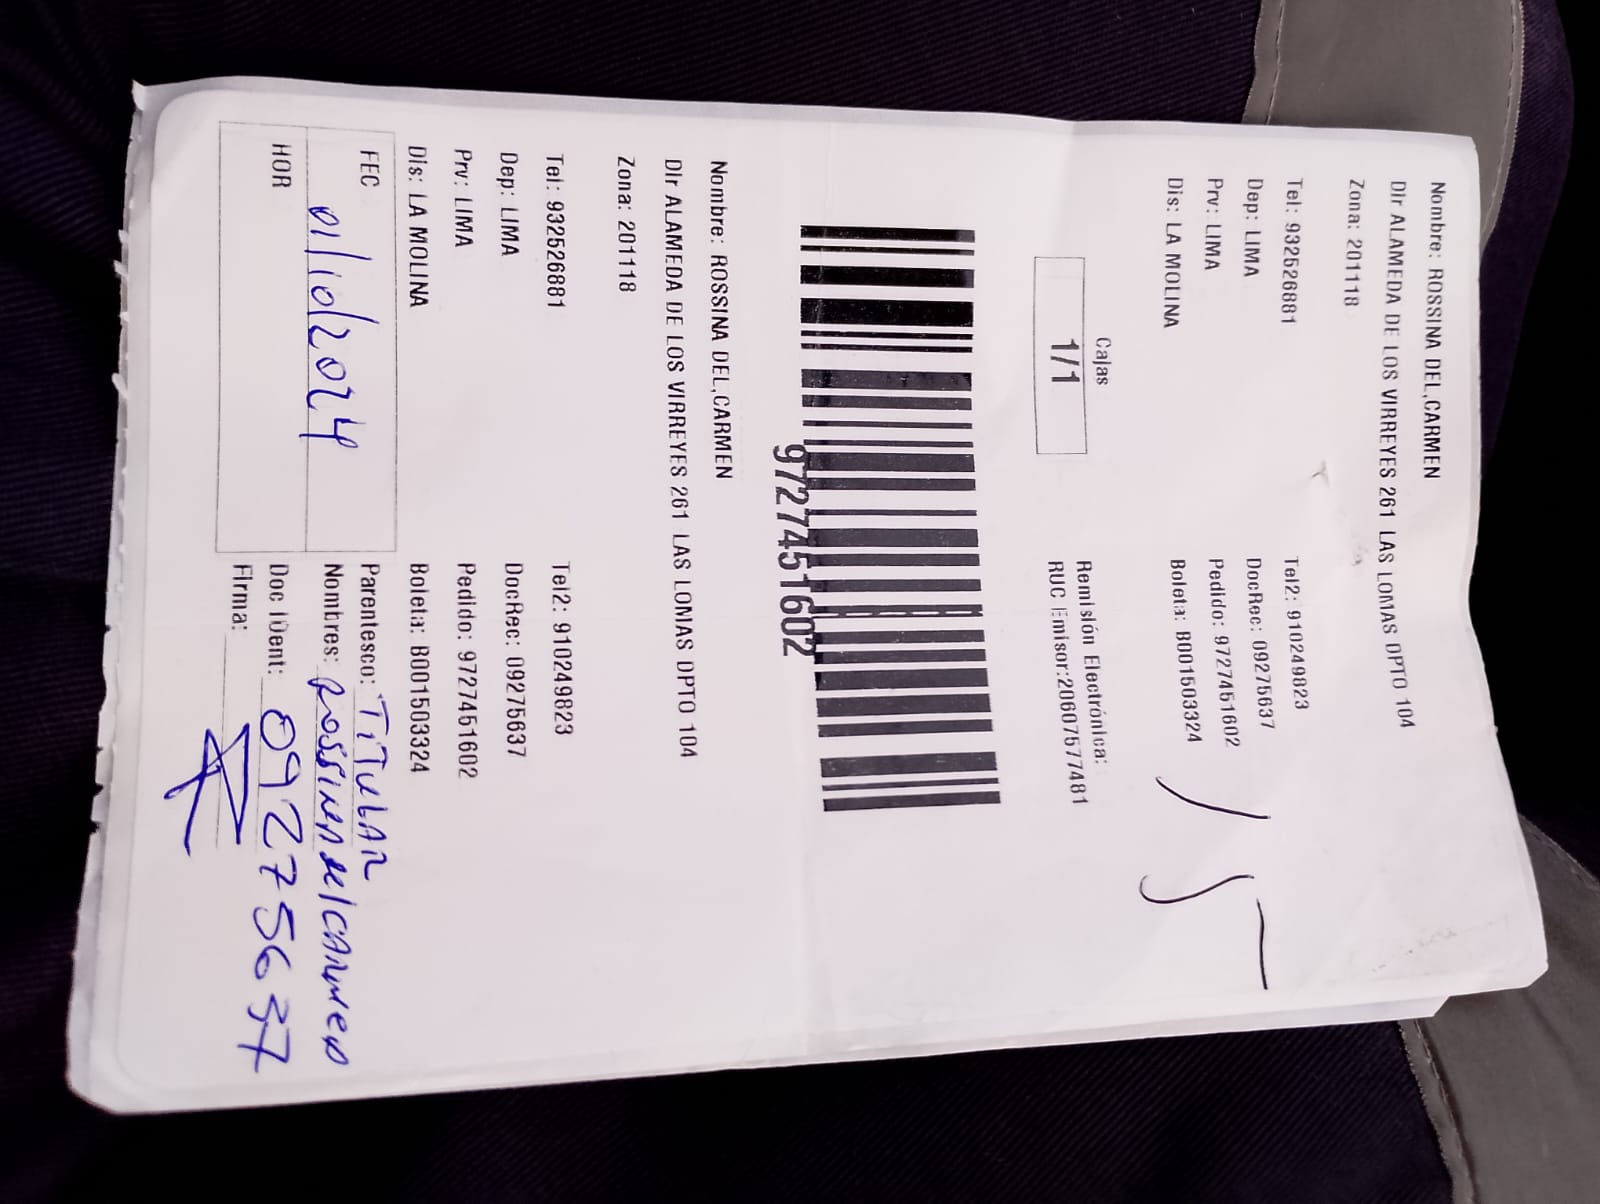 Nombre: ROSSINA DEL,CARMEN
Dir ALAMEDA DE LOS VIRREYES 261 LAS LOMAS DPTO 104
Zona: 201118
Tel: 932526881 Tel2: 910249823
Dep: LIMA DocRec: 09275637
Prv: LIMA Pedido: 9727451602
Dis: LA MOLINA Boleta: B001503324
Cajas Remisión Electrónica:
1/1 RUC Emisor:20607577481
9727451602
Nombre: ROSSINA DEL,CARMEN
Dir ALAMEDA DE LOS VIRREYES 261 LAS LOMAS DPTO 104
Zona: 201118
Tel: 932526881 Tel2: 910249823
Dep: LIMA DocRec: 09275637
Prv: LIMA Pedido: 9727451602
Dis: LA MOLINA Boleta: B001503324
FEC 01/10/2024 Parentesco: TiTuLAR
Nombres: Rossina del Carmen
HOR Doc Ident: 09275637
Firma: